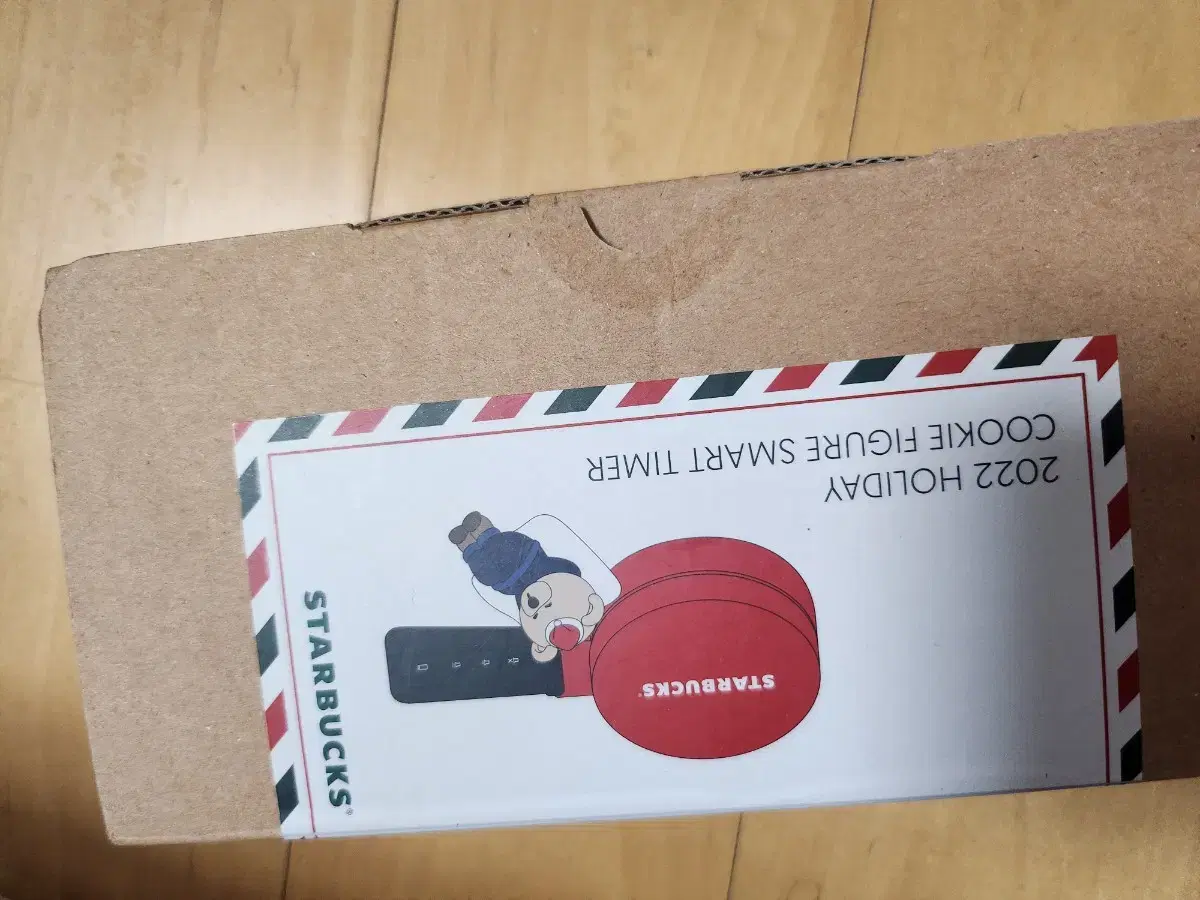 2022 HOLIDAY
COOKIE FIGURE SMART TIMER
STARBUCKS®
STARBUCKS®